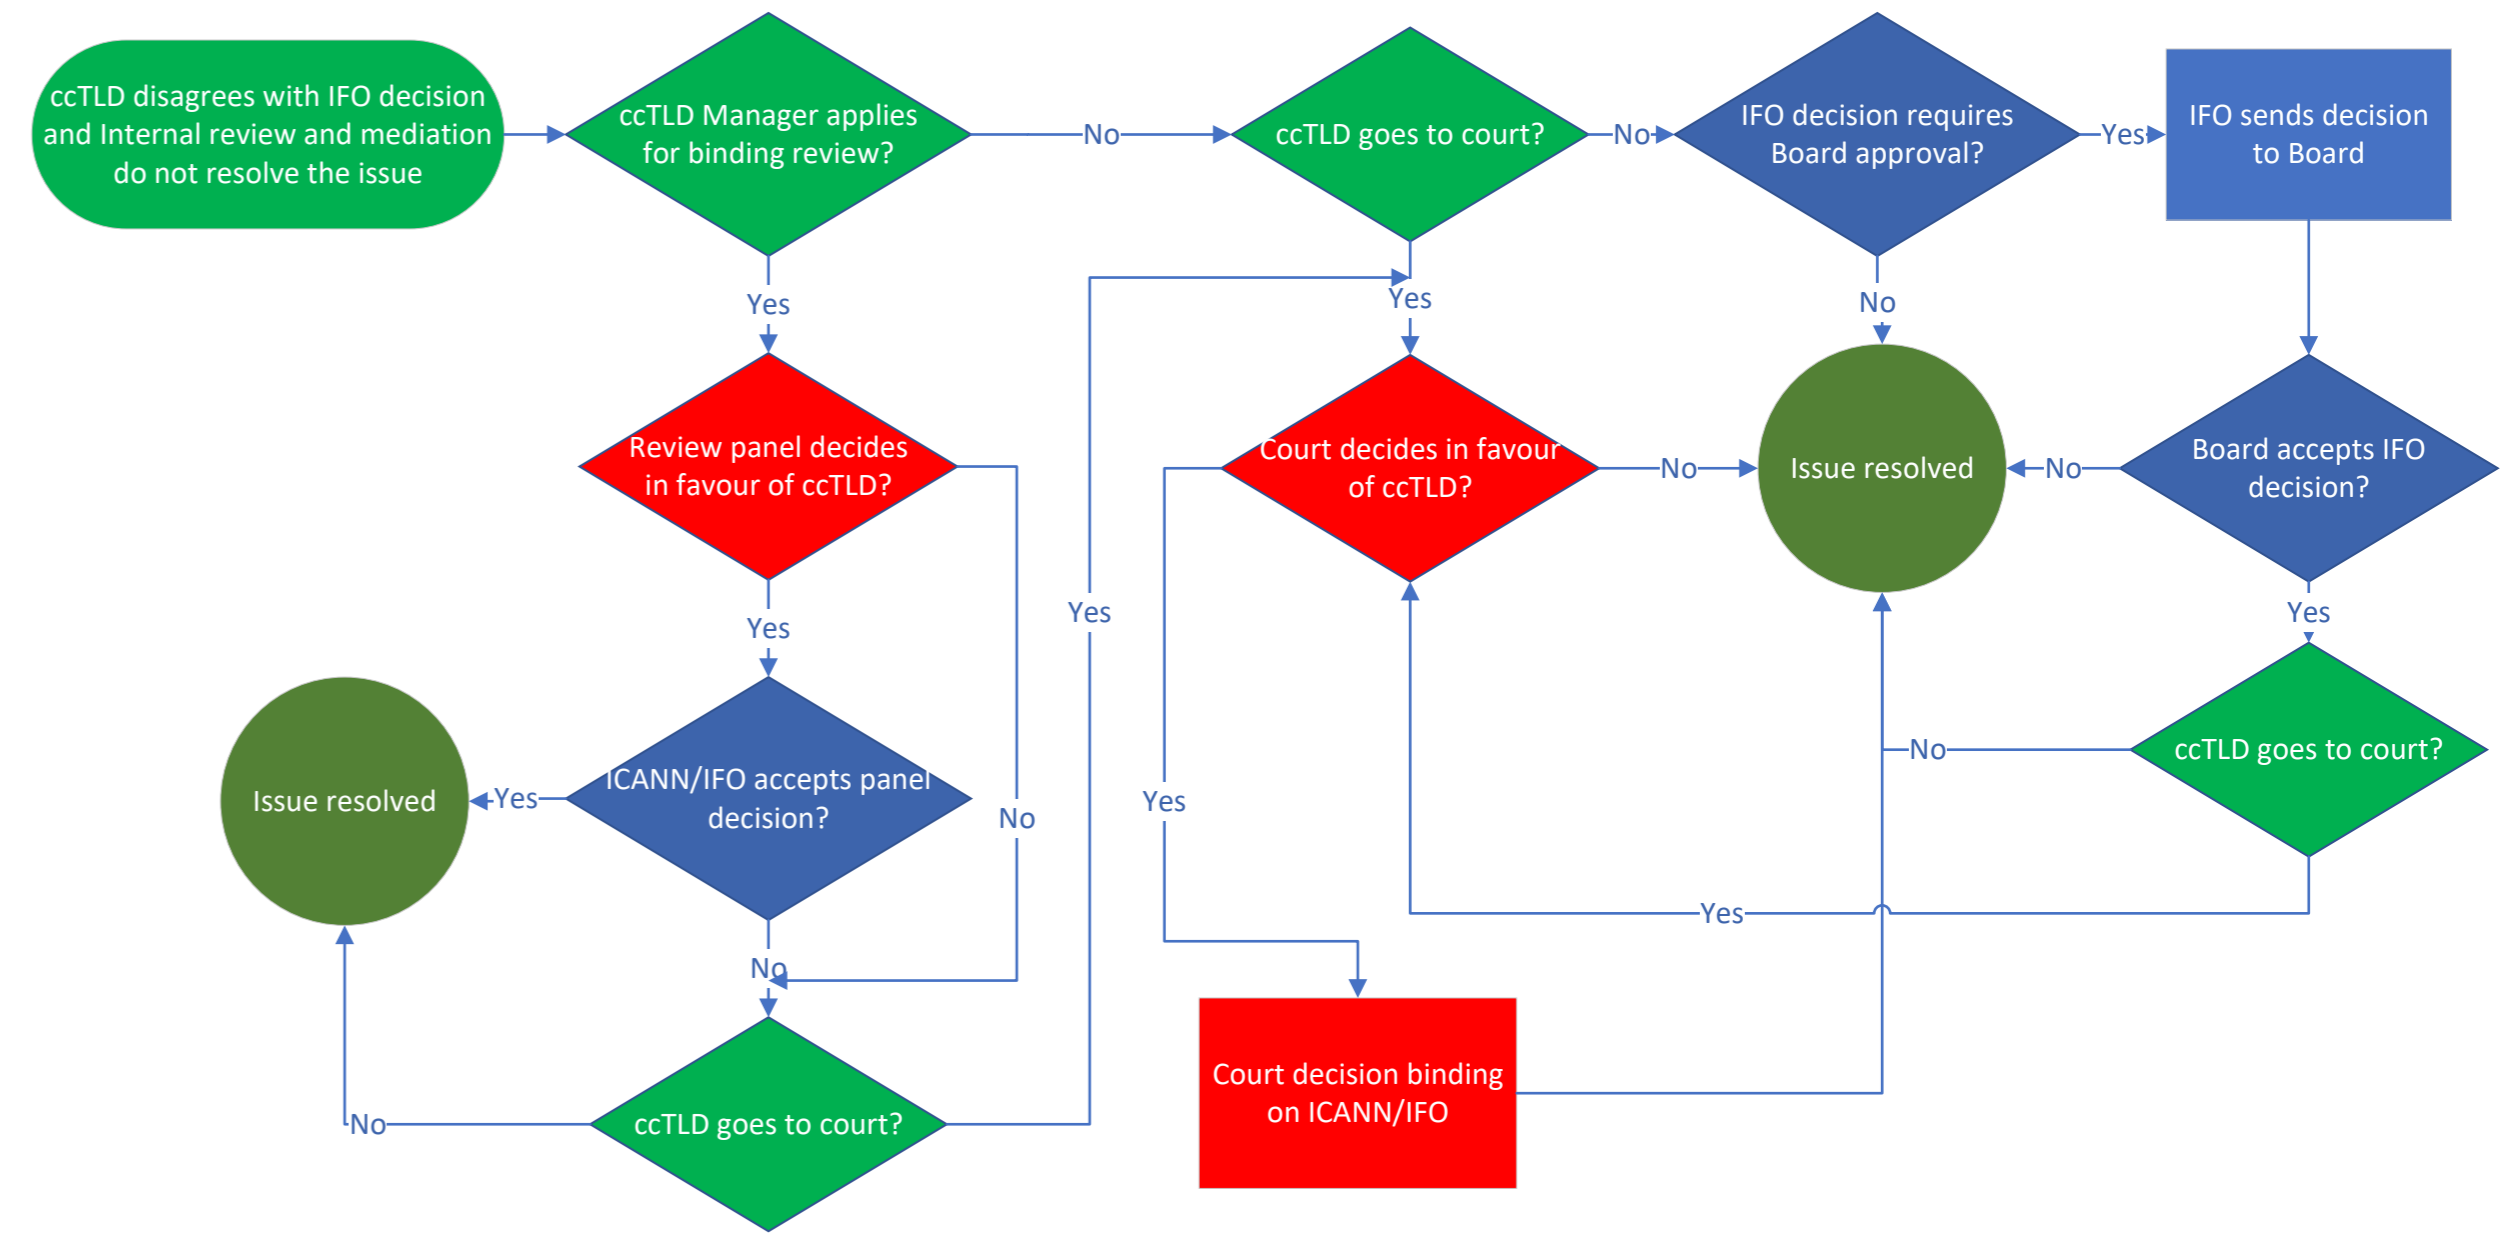 ccTLD disagrees with IFO decision
and Internal review and mediation
do not resolve the issue
ccTLD Manager applies
for binding review?
No
ccTLD goes to court?
No
IFO decision requires
Board approval?
Yes
IFO sends decision
to Board
Yes
Yes
No
Review panel decides
in favour of ccTLD?
Court decides in favour
of ccTLD?
No
Issue resolved
No
Board accepts IFO
decision?
Yes
Yes
Yes
Issue resolved
Yes
ICANN/IFO accepts panel
decision?
No
Yes
No
ccTLD goes to court?
Yes
No
Court decision binding
on ICANN/IFO
No
ccTLD goes to court?